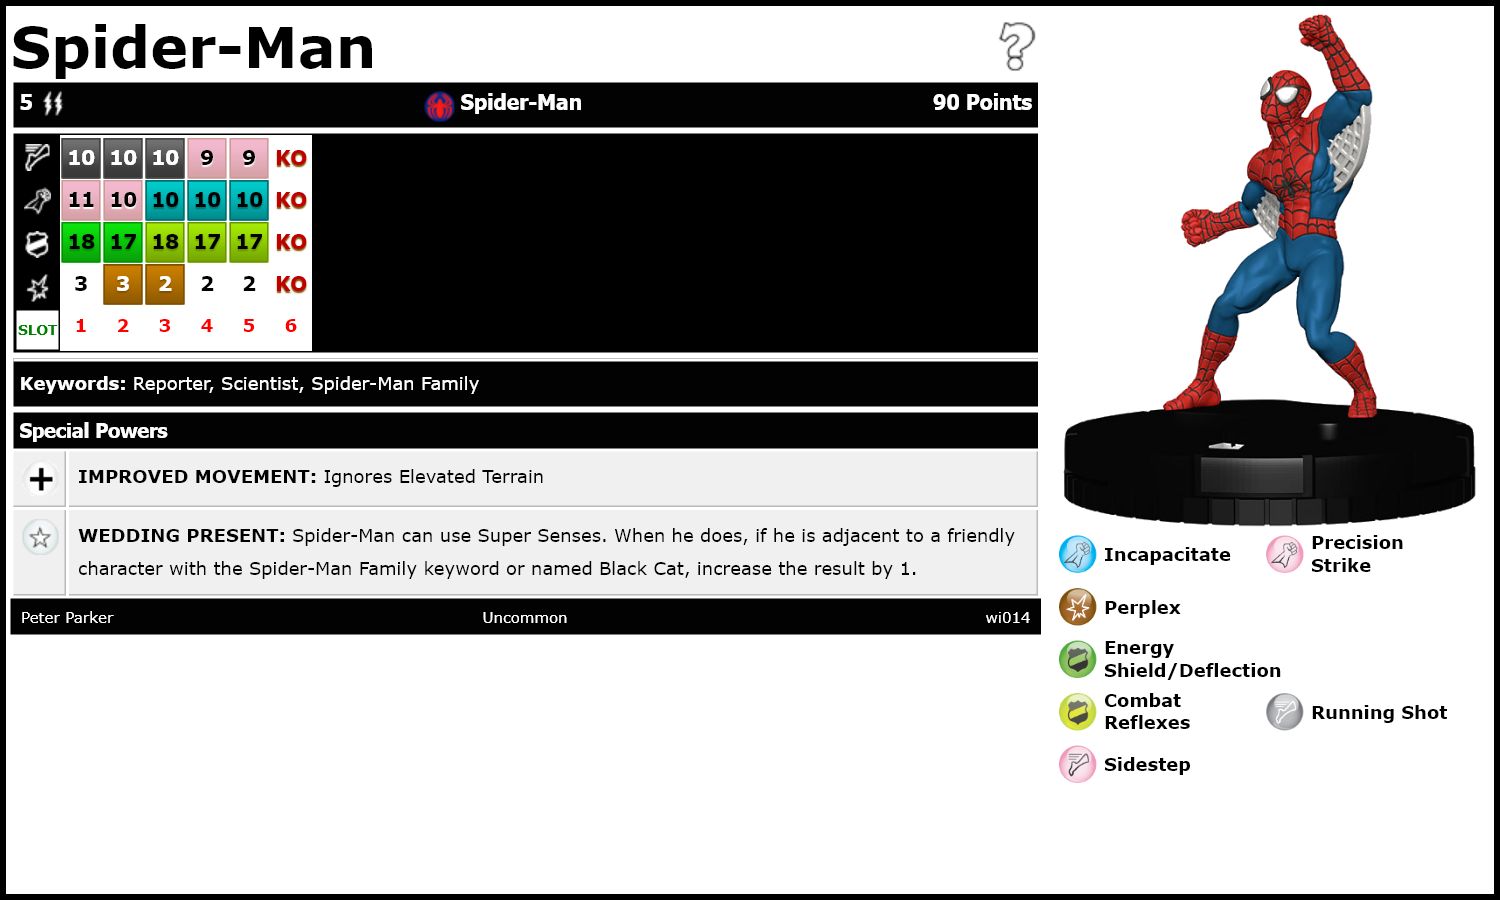 Spider-Man
5 Spider-Man 90 Points
10 10 10 9 9 KO
11 10 10 10 10 KO
18 17 18 17 17 KO
3 3 2 2 2 KO
SLOT 1 2 3 4 5 6
Keywords: Reporter, Scientist, Spider-Man Family
Special Powers
IMPROVED MOVEMENT: Ignores Elevated Terrain
WEDDING PRESENT: Spider-Man can use Super Senses. When he does, if he is adjacent to a friendly
character with the Spider-Man Family keyword or named Black Cat, increase the result by 1.
Peter Parker Uncommon wi014
Incapacitate
Precision
Strike
Perplex
Energy
Shield/Deflection
Combat
Reflexes
Running Shot
Sidestep